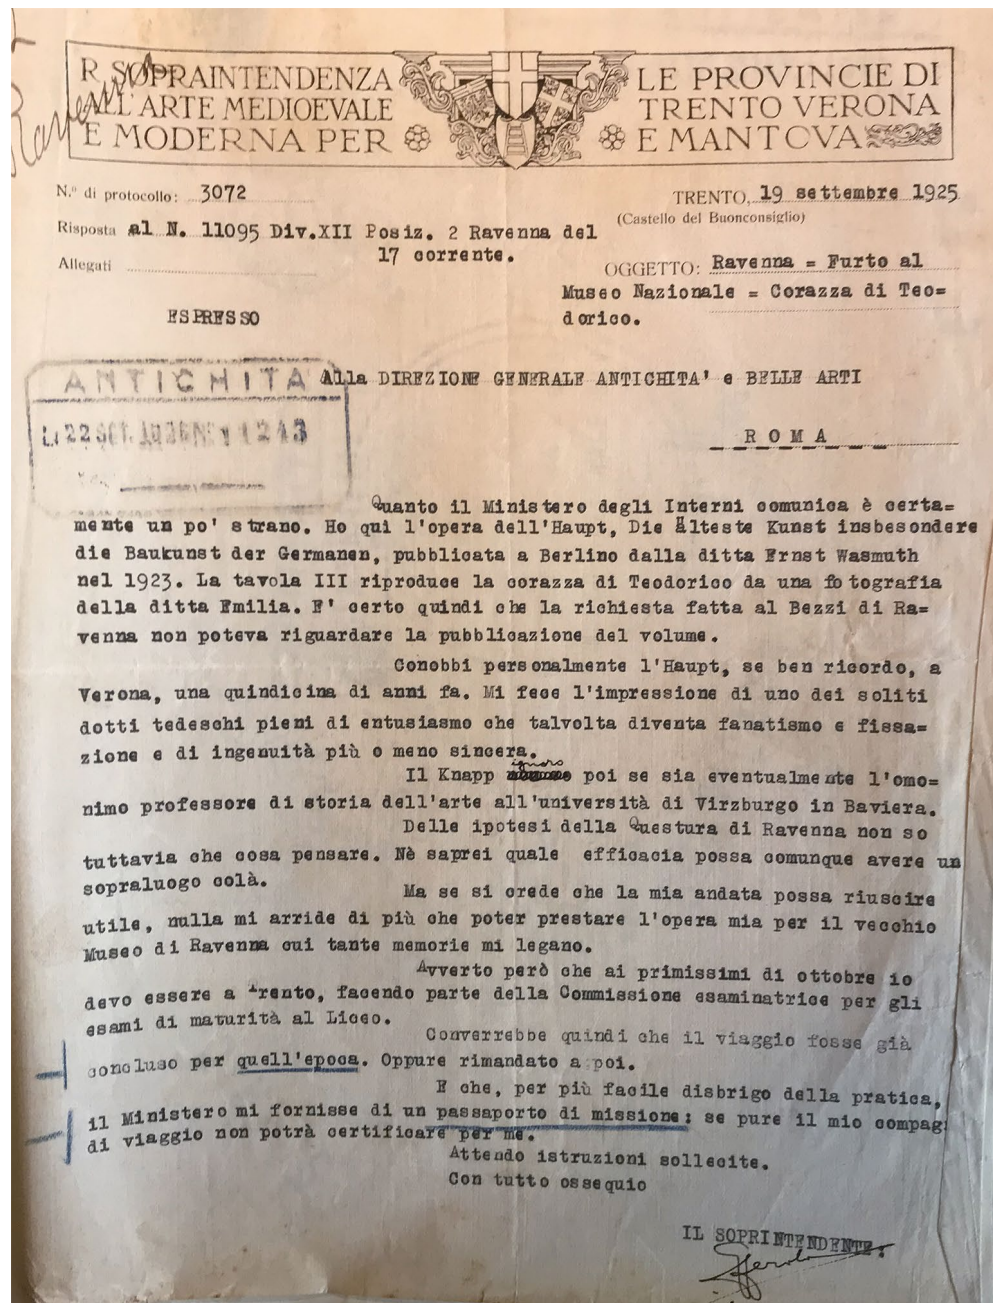 R. SOPRAINTENDENZA
ALL'ARTE MEDIOEVALE
E MODERNA PER
LE PROVINCIE DI
TRENTO VERONA
E MANTOVA
Ravenna
N.º di protocollo: 3072
TRENTO, 19 settembre 1925
(Castello del Buonconsiglio)
Risposta al N. 11095 Div.XII Posiz. 2 Ravenna del
17 corrente.
Allegati
OGGETTO: Ravenna = Furto al
Museo Nazionale = Corazza di Teo=
dorico.
ESPRESSO
ANTICHITA
22
11243
Alla DIREZIONE GENERALE ANTICHITA' e BELLE ARTI
ROMA
Quanto il Ministero degli Interni comunica è certa=
mente un po' strano. Ho qui l'opera dell'Haupt, Die älteste Kunst insbesondere
die Baukunst der Germanen, pubblicata a Berlino dalla ditta Ernst Wasmuth
nel 1923. La tavola III riproduce la corazza di Teodorico da una fotografia
della ditta Emilia. E' certo quindi che la richiesta fatta al Bezzi di Ra=
venna non poteva riguardare la pubblicazione del volume.
Conobbi personalmente l'Haupt, se ben ricordo, a
Verona, una quindicina di anni fa. Mi fece l'impressione di uno dei soliti
dotti tedeschi pieni di entusiasmo che talvolta diventa fanatismo e fissa=
zione e di ingenuità più o meno sincera.
Il Knapp ignoro poi se sia eventualmente l'omo=
nimo professore di storia dell'arte all'università di Virzburgo in Baviera.
Delle ipotesi della Questura di Ravenna non so
tuttavia che cosa pensare. Nè saprei quale efficacia possa comunque avere un
sopraluogo colà.
Ma se si crede che la mia andata possa riuscire
utile, nulla mi arride di più che poter prestare l'opera mia per il vecchio
Museo di Ravenna cui tante memorie mi legano.
Avverto però che ai primissimi di ottobre io
devo essere a Trento, facendo parte della Commissione esaminatrice per gli
esami di maturità al Liceo.
Converrebbe quindi che il viaggio fosse già
concluso per quell'epoca. Oppure rimandato a poi.
E che, per più facile disbrigo della pratica,
il Ministero mi fornisse di un passaporto di missione: se pure il mio compag
di viaggio non potrà certificare per me.
Attendo istruzioni sollecite.
Con tutto ossequio
IL SOPRINTENDENTE.